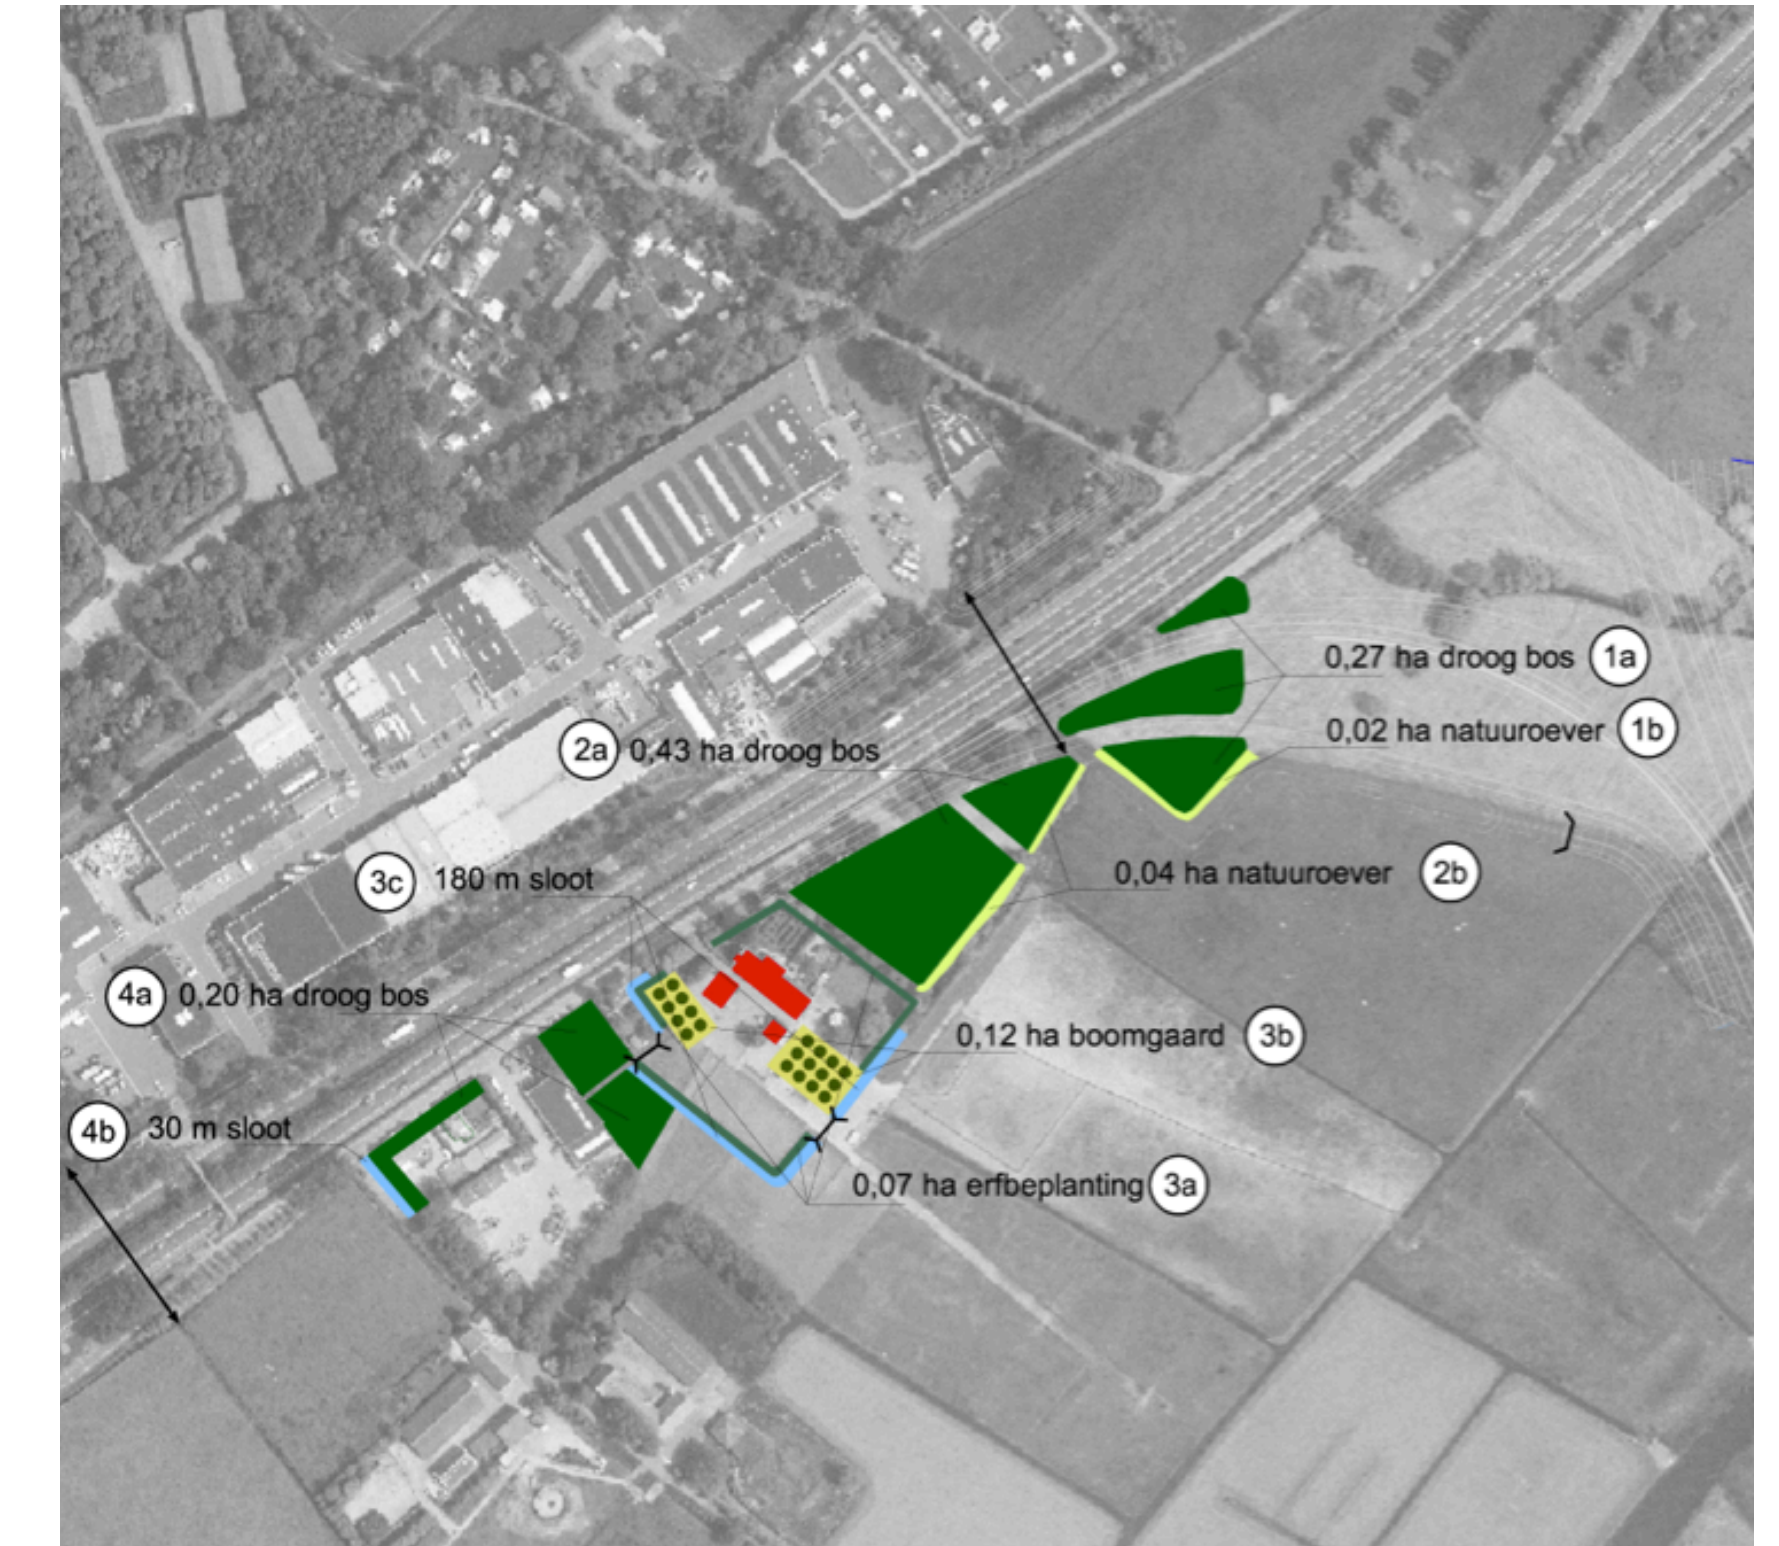 0,27 ha droog bos 1a
0,02 ha natuuroever 1b
2a 0,43 ha droog bos
0,04 ha natuuroever 2b
3c 180 m sloot
4a 0,20 ha droog bos
0,12 ha boomgaard 3b
4b 30 m sloot
0,07 ha erfbeplanting 3a